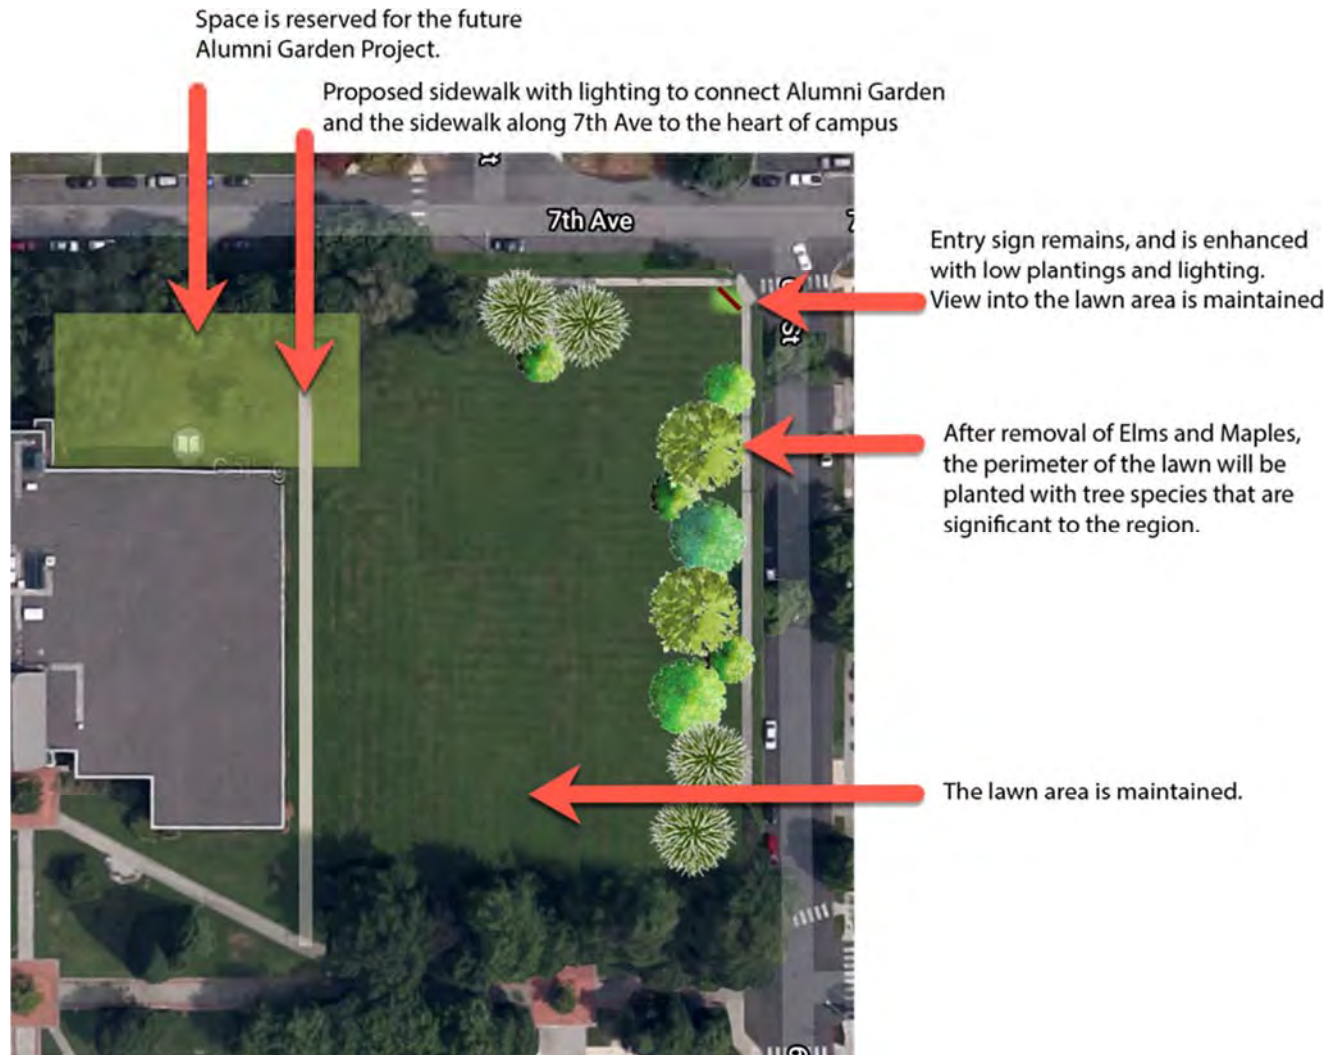 Space is reserved for the future
Alumni Garden Project.
Proposed sidewalk with lighting to connect Alumni Garden
and the sidewalk along 7th Ave to the heart of campus
st
7th Ave
7
Entry sign remains, and is enhanced
with low plantings and lighting.
View into the lawn area is maintained
St
After removal of Elms and Maples,
the perimeter of the lawn will be
planted with tree species that are
significant to the region.
The lawn area is maintained.
6